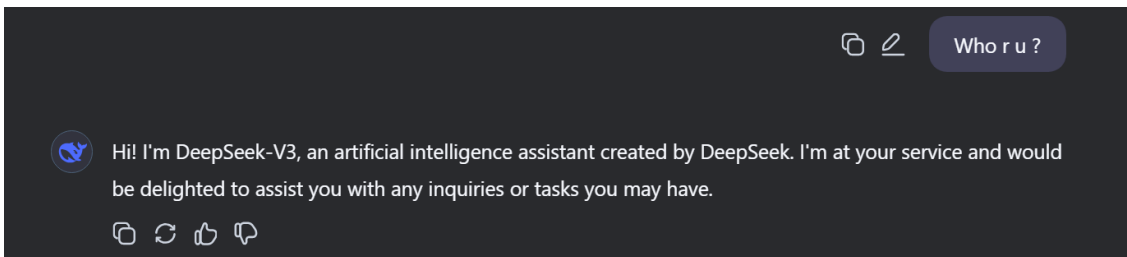 Who r u ?
Hi! I'm DeepSeek-V3, an artificial intelligence assistant created by DeepSeek. I'm at your service and would
be delighted to assist you with any inquiries or tasks you may have.